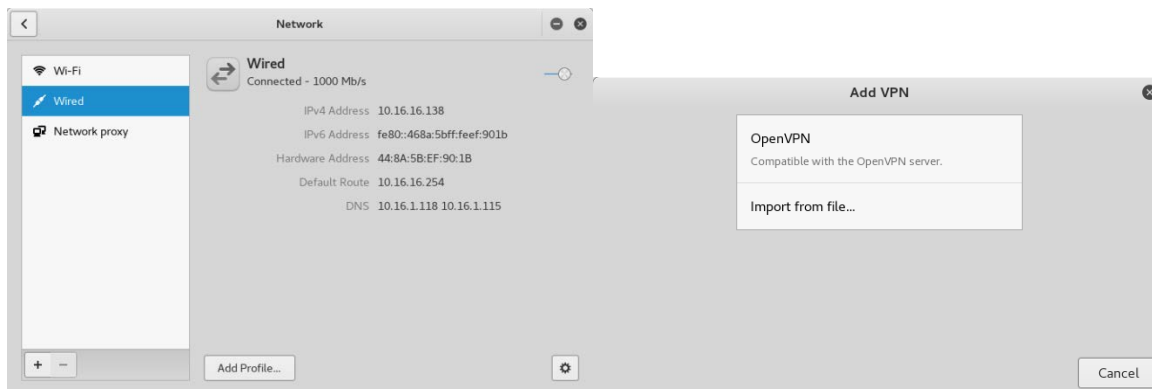 Network
Wi-Fi
Wired
Network proxy
Wired
Connected - 1000 Mb/s
IPv4 Address 10.16.16.138
IPv6 Address fe80::468a:5bff:feef:901b
Hardware Address 44:8A:5B:EF:90:1B
Default Route 10.16.16.254
DNS 10.16.1.118 10.16.1.115
Add Profile...
Add VPN
OpenVPN
Compatible with the OpenVPN server.
Import from file...
Cancel